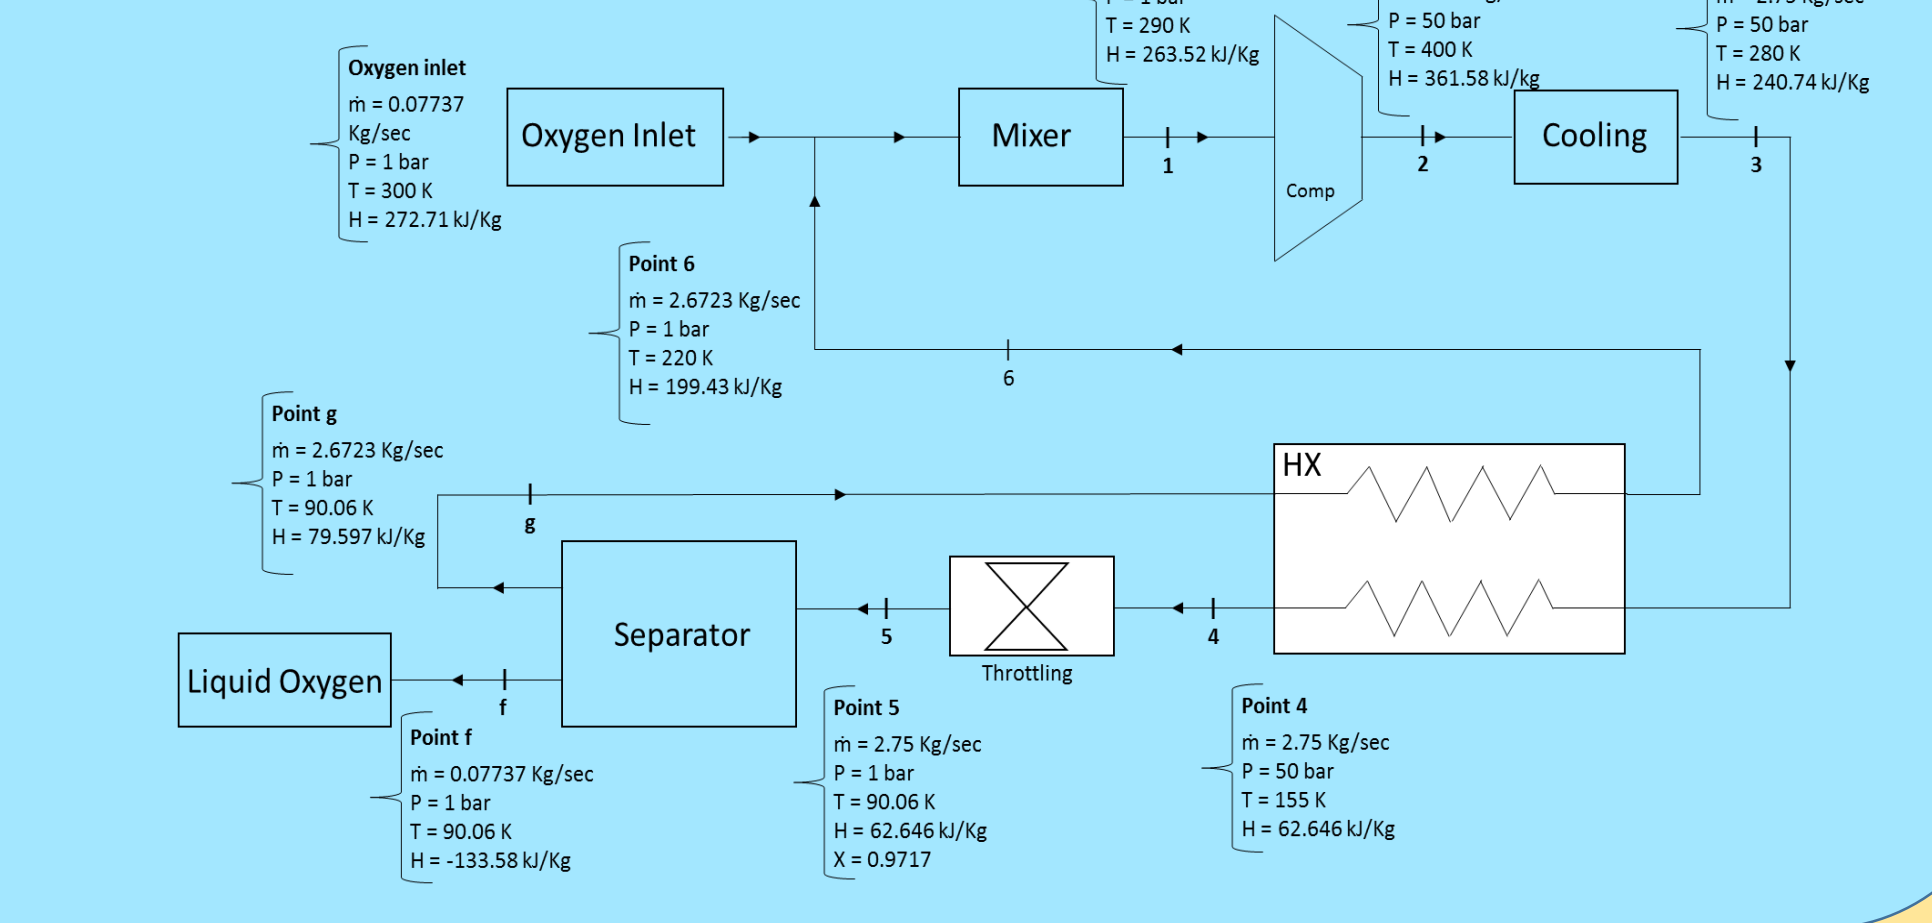 T = 290 K
H = 263.52 kJ/Kg
P = 50 bar
T = 400 K
H = 361.58 kJ/kg
P = 50 bar
T = 280 K
H = 240.74 kJ/Kg
Oxygen inlet
ṁ = 0.07737
Kg/sec
P = 1 bar
T = 300 K
H = 272.71 kJ/Kg
Oxygen Inlet
Mixer
1
Comp
2
Cooling
3
Point 6
ṁ = 2.6723 Kg/sec
P = 1 bar
T = 220 K
H = 199.43 kJ/Kg
6
Point g
ṁ = 2.6723 Kg/sec
P = 1 bar
T = 90.06 K
H = 79.597 kJ/Kg
g
HX
Separator
5
Throttling
4
Liquid Oxygen
f
Point f
ṁ = 0.07737 Kg/sec
P = 1 bar
T = 90.06 K
H = -133.58 kJ/Kg
Point 5
ṁ = 2.75 Kg/sec
P = 1 bar
T = 90.06 K
H = 62.646 kJ/Kg
X = 0.9717
Point 4
ṁ = 2.75 Kg/sec
P = 50 bar
T = 155 K
H = 62.646 kJ/Kg